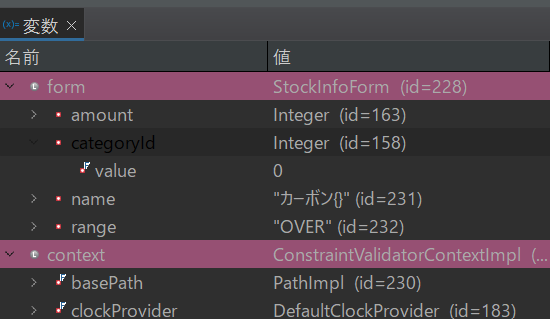 (x)= 変数 ×
名前 値
form StockInfoForm (id=228)
amount Integer (id=163)
categoryId Integer (id=158)
value 0
name "カーボン{}" (id=231)
range "OVER" (id=232)
context ConstraintValidatorContextImpl (...
basePath PathImpl (id=230)
clockProvider DefaultClockProvider (id=183)